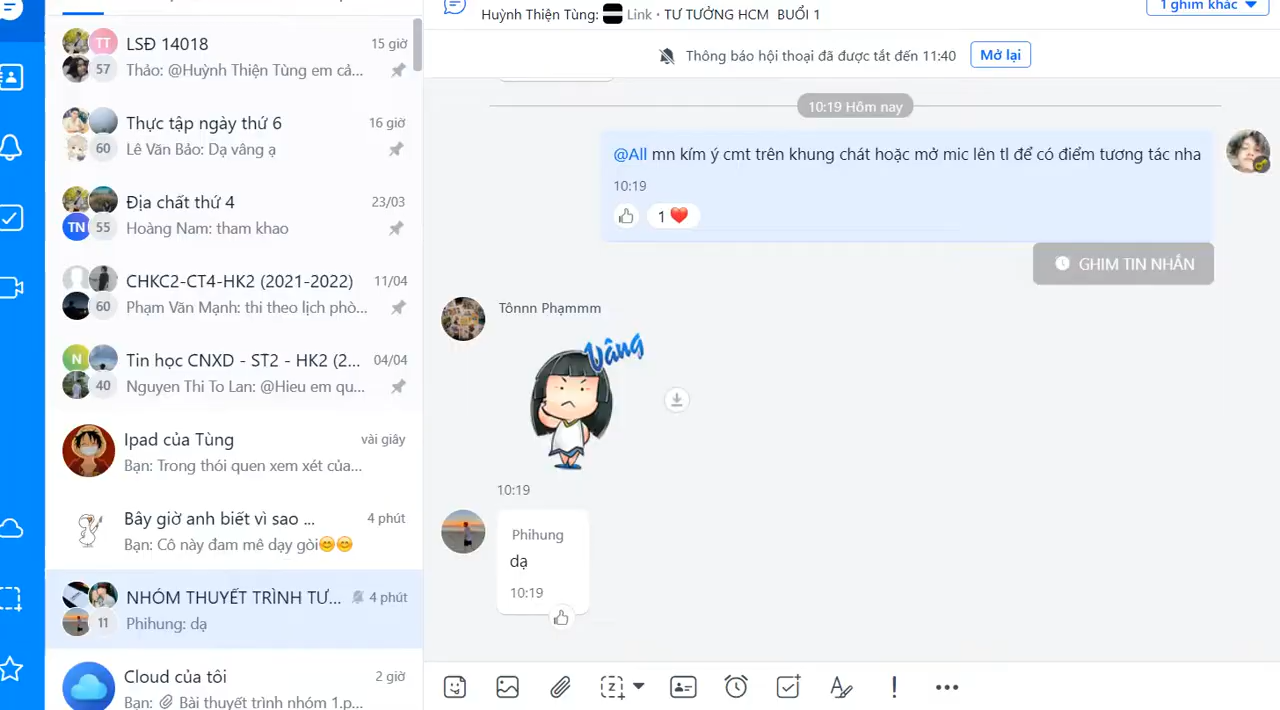 LSĐ 14018
15 giờ
TT
57
Thảo: @Huỳnh Thiện Tùng em cả...
Thực tập ngày thứ 6
16 giờ
60
Lê Văn Bảo: Dạ vâng ạ
Địa chất thứ 4
23/03
TN
55
Hoàng Nam: tham khao
CHKC2-CT4-HK2 (2021-2022)
11/04
60
Phạm Văn Mạnh: thi theo lịch phò...
Tin học CNXD - ST2 - HK2 (2...
04/04
N
40
Nguyen Thi To Lan: @Hieu em qu...
Ipad của Tùng
vài giây
Bạn: Trong thói quen xem xét của...
Bây giờ anh biết vì sao ...
4 phút
Bạn: Cô này đam mê dạy gòi😊😊
NHÓM THUYẾT TRÌNH TƯ...
4 phút
11
Phihung: dạ
Cloud của tôi
2 giờ
Bạn: Bài thuyết trình nhóm 1.p...
Huỳnh Thiện Tùng: Link · TƯ TƯỞNG HCM BUỔI 1
1 ghim khác
Thông báo hội thoại đã được tắt đến 11:40
Mở lại
10:19 Hôm nay
@All mn kím ý cmt trên khung chát hoặc mở mic lên tl để có điểm tương tác nha
10:19
1 ❤️
GHIM TIN NHẮN
Tônnn Phạmmm
Vâng
10:19
Phihung
dạ
10:19